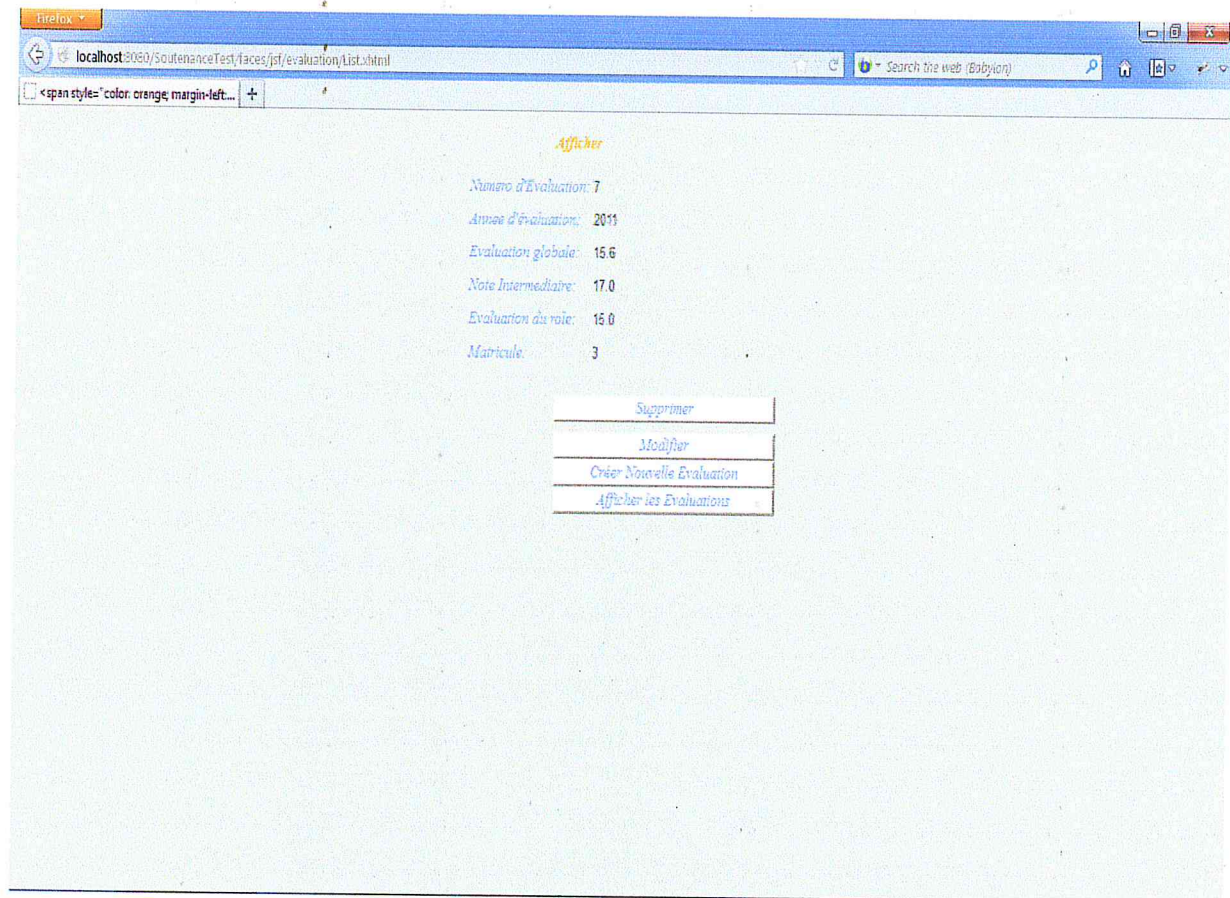 Firefox
localhost:8080/SoutenanceTest/faces/jsf/evaluation/List.xhtml
Search the web (Babylon)
<span style="color: orange; margin-left:... +
Afficher
Numero d'Evaluation: 7
Annee d'évaluation: 2011
Evaluation globale: 15.6
Note Intermediaire: 17.0
Evaluation du role: 15.0
Matricule: 3
Supprimer
Modifier
Créer Nouvelle Evaluation
Afficher les Evaluations